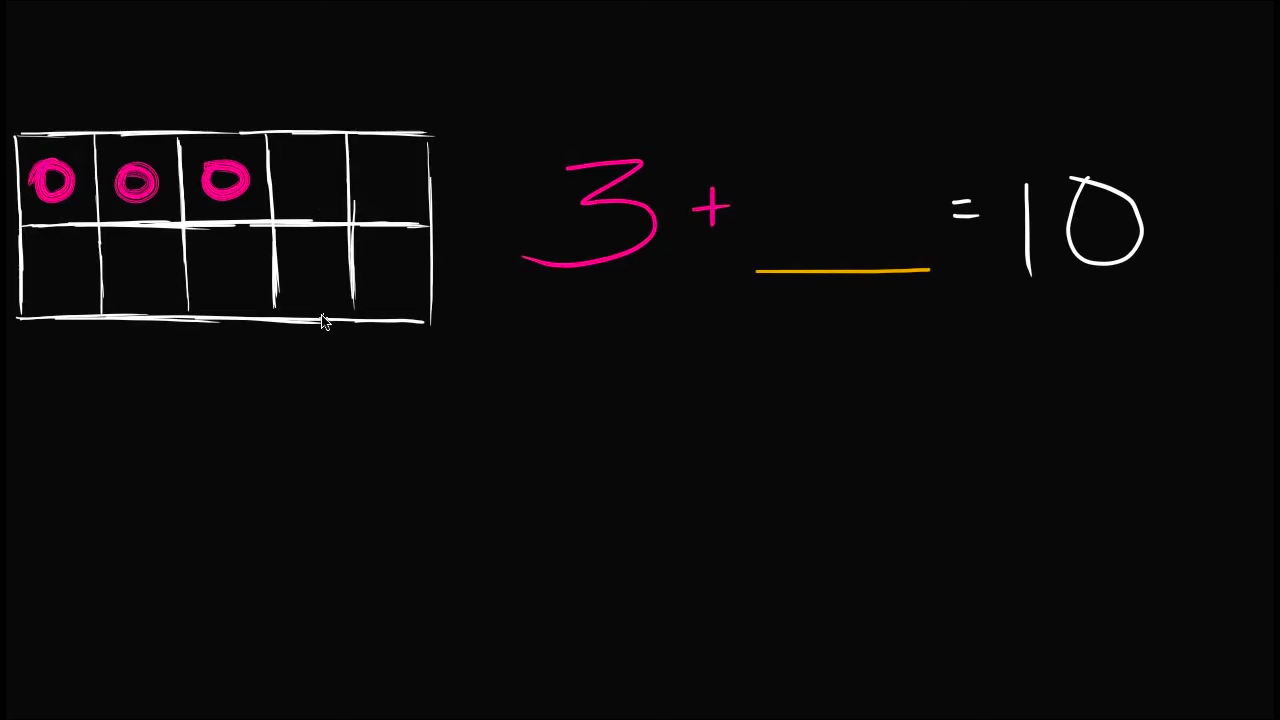 3 + ____ = 10